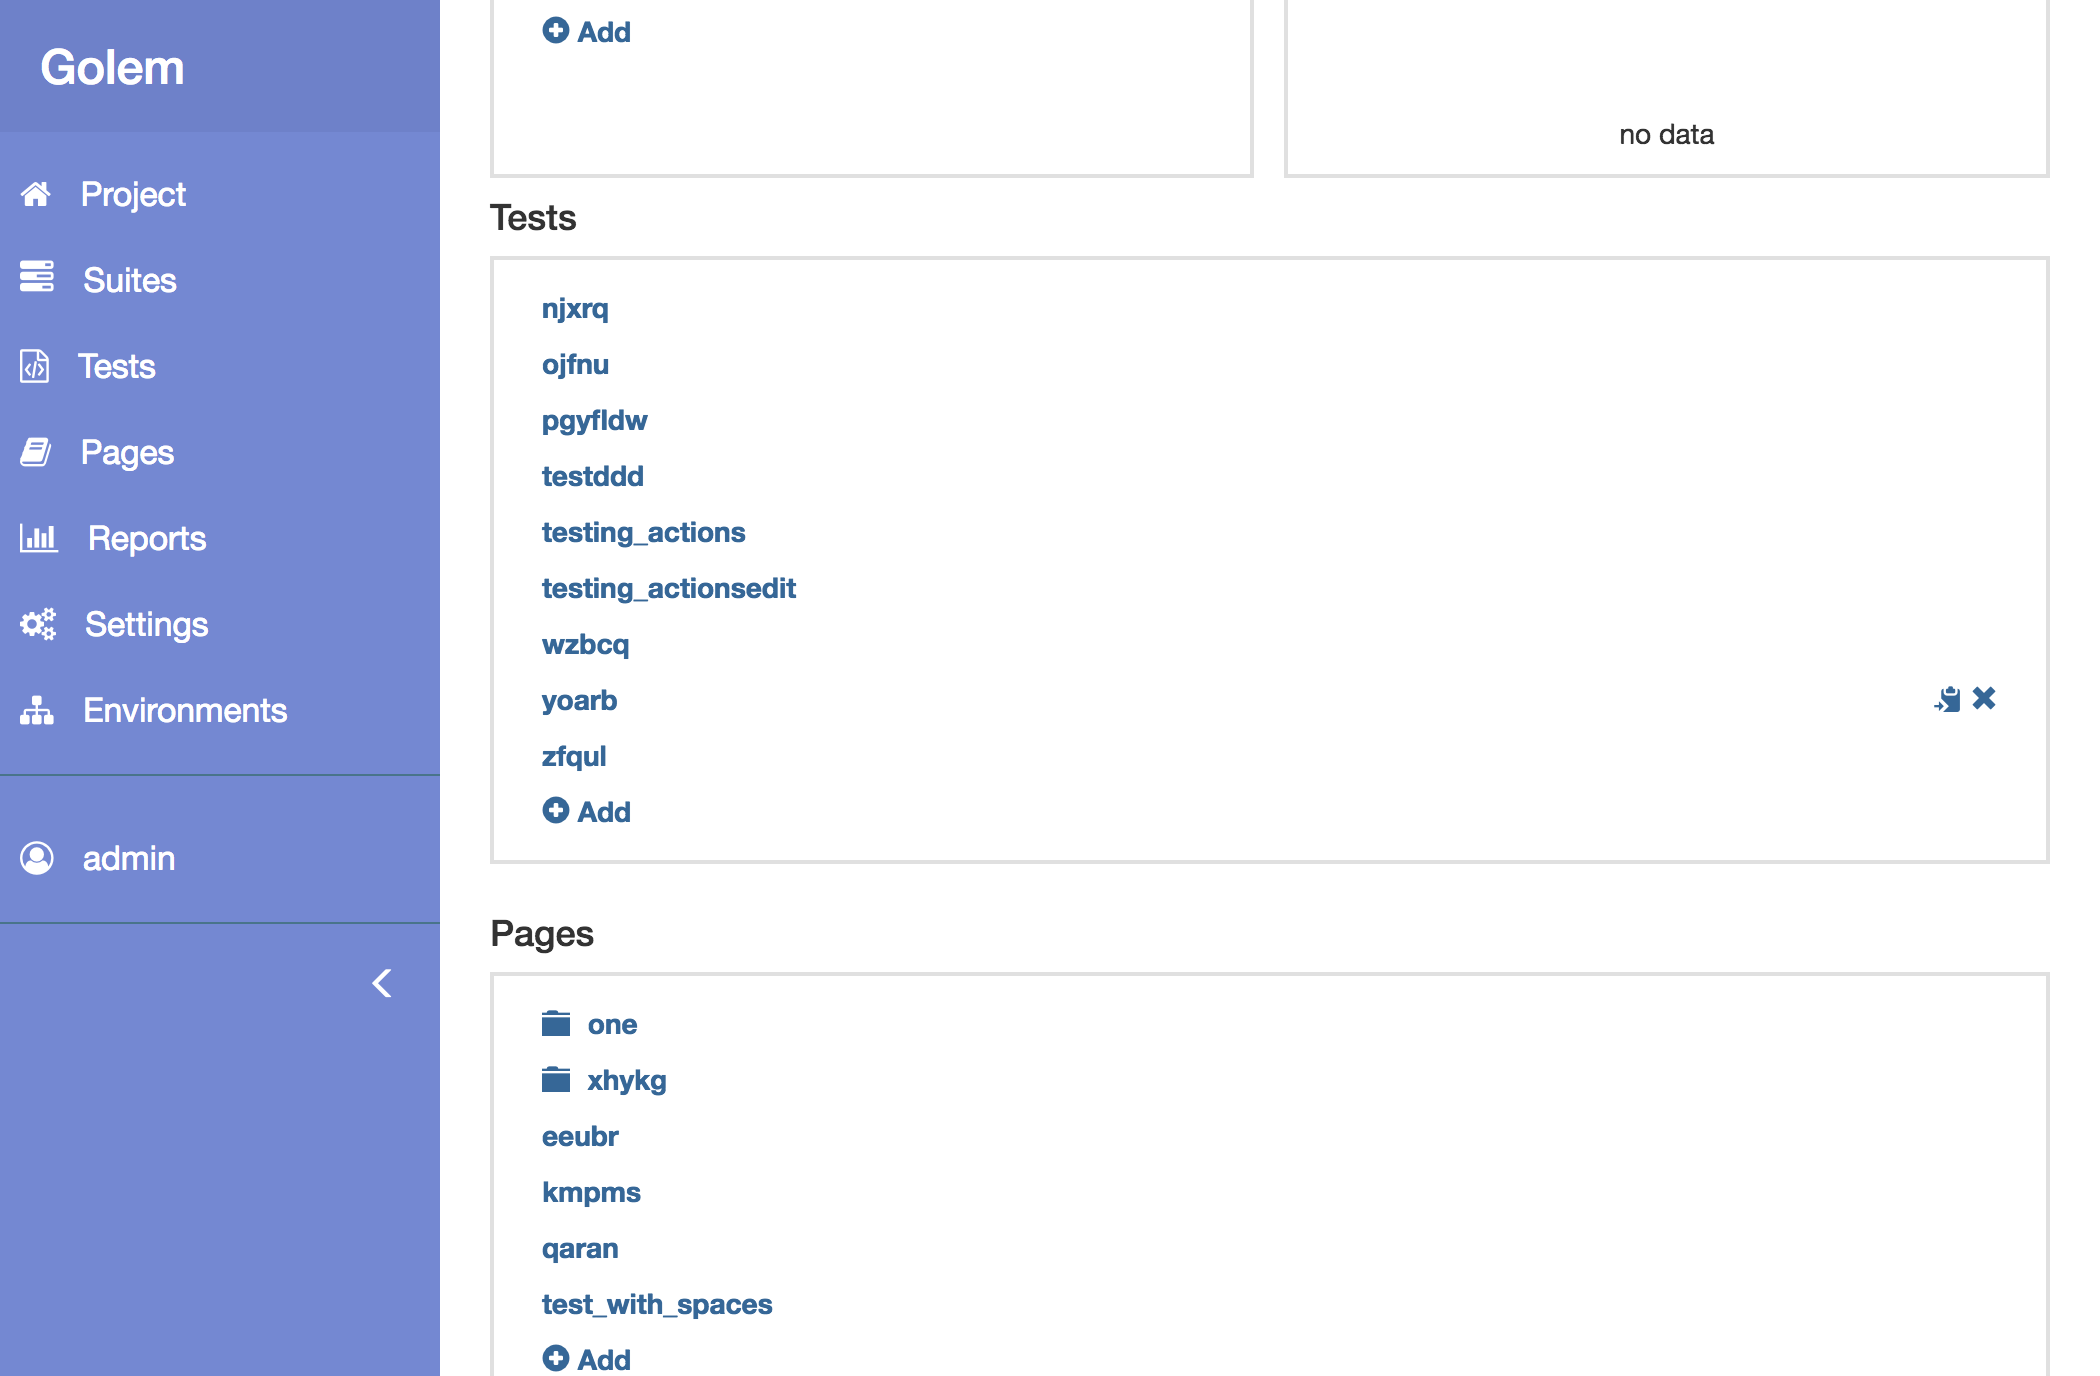 Golem
Project
Suites
Tests
Pages
Reports
Settings
Environments
admin
Add
no data
Tests
njxrq
ojfnu
pgyfldw
testddd
testing_actions
testing_actionsedit
wzbcq
yoarb
zfqul
Add
Pages
one
xhykg
eeubr
kmpms
qaran
test_with_spaces
Add